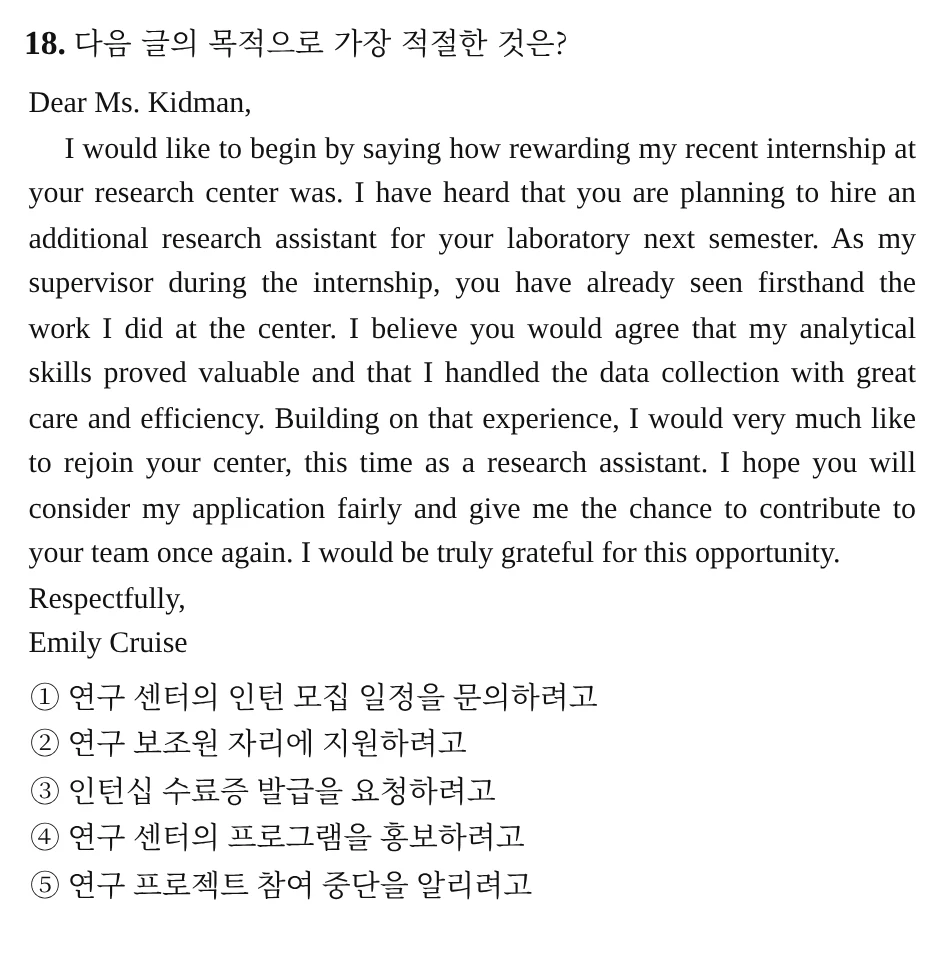 18. 다음 글의 목적으로 가장 적절한 것은?
Dear Ms. Kidman,
I would like to begin by saying how rewarding my recent internship at
your research center was. I have heard that you are planning to hire an
additional research assistant for your laboratory next semester. As my
supervisor during the internship, you have already seen firsthand the
work I did at the center. I believe you would agree that my analytical
skills proved valuable and that I handled the data collection with great
care and efficiency. Building on that experience, I would very much like
to rejoin your center, this time as a research assistant. I hope you will
consider my application fairly and give me the chance to contribute to
your team once again. I would be truly grateful for this opportunity.
Respectfully,
Emily Cruise
① 연구 센터의 인턴 모집 일정을 문의하려고
② 연구 보조원 자리에 지원하려고
③ 인턴십 수료증 발급을 요청하려고
④ 연구 센터의 프로그램을 홍보하려고
⑤ 연구 프로젝트 참여 중단을 알리려고